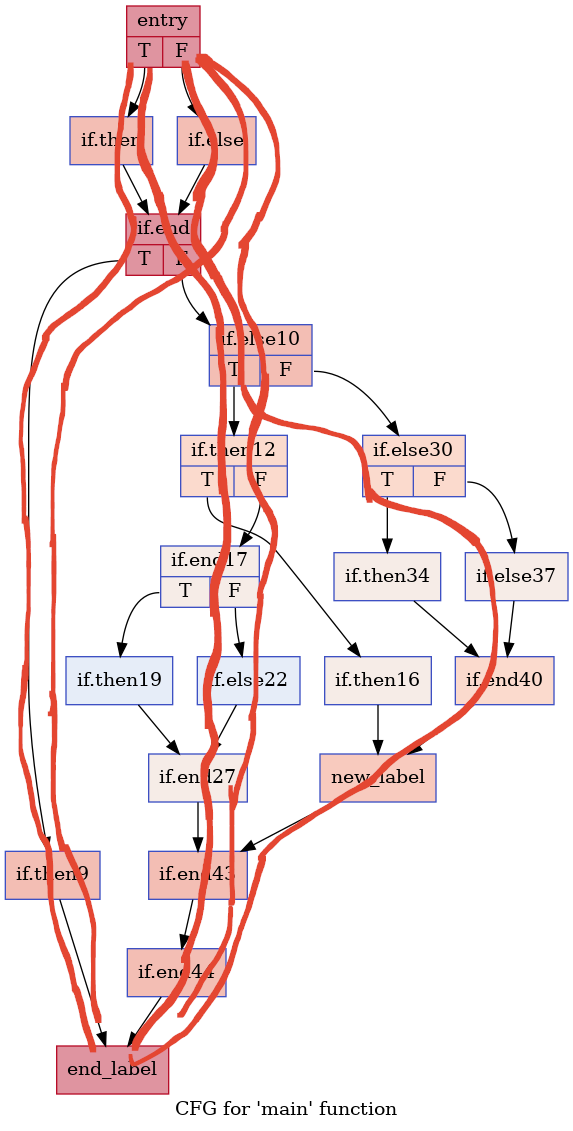 entry
T F
if.then if.else
if.end
T F
if.else10
T F
if.then12 if.else30
T F T F
if.end17 if.then34 if.else37
T F
if.then19 if.else22 if.then16 if.end40
if.end27 new_label
if.then9 if.end43
if.end44
end_label
CFG for 'main' function